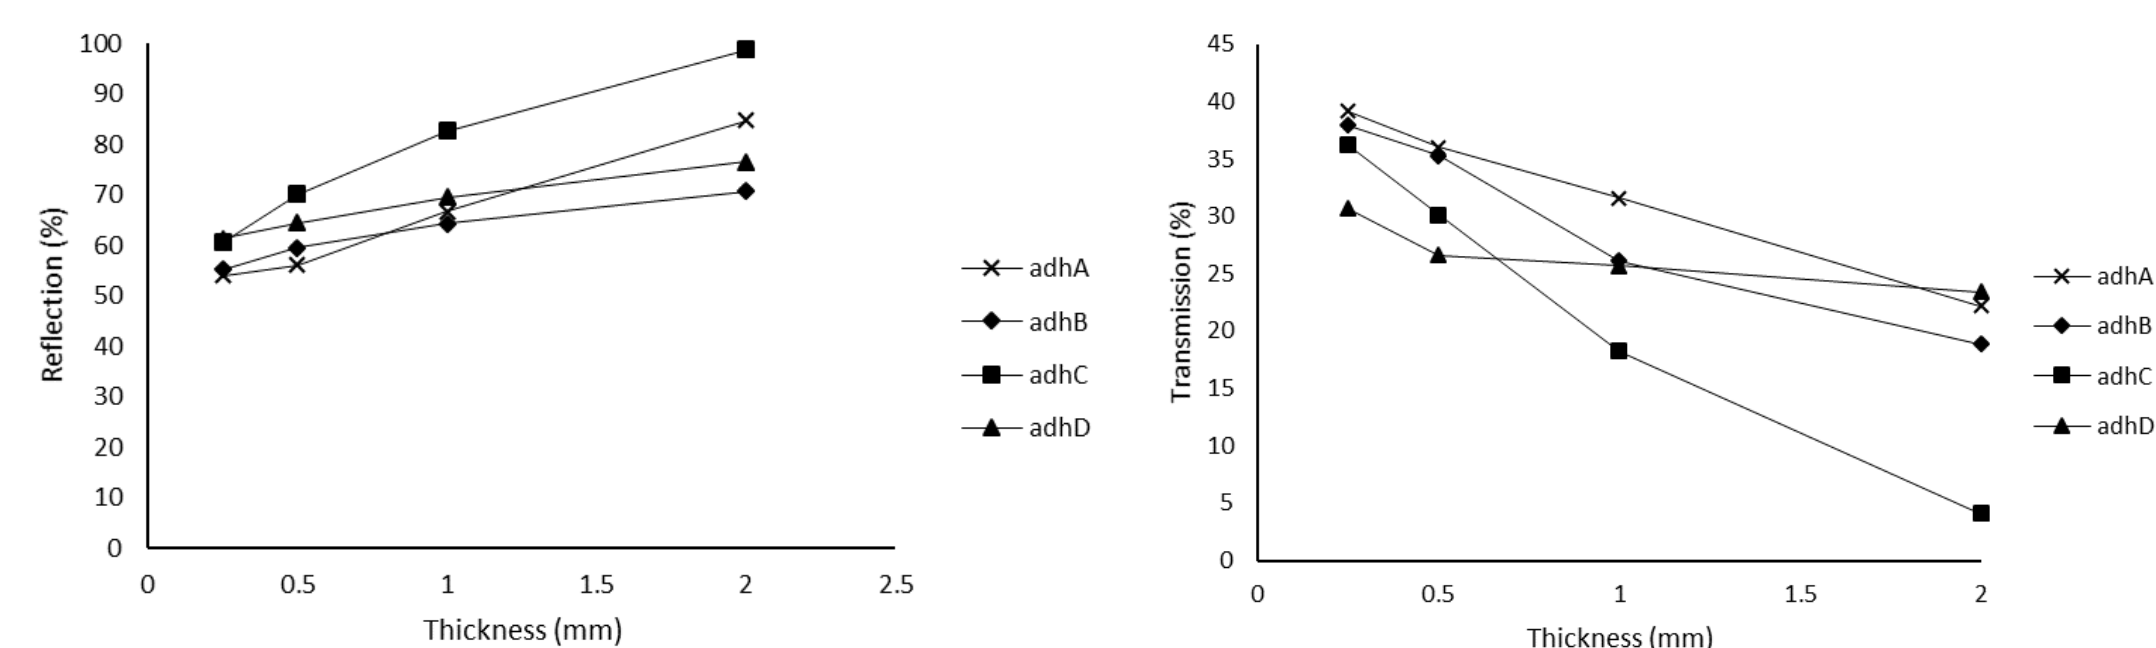 100
90
80
70
60
50
40
30
20
10
0
Reflection (%)
0 0.5 1 1.5 2 2.5
Thickness (mm)
adhA
adhB
adhC
adhD
45
40
35
30
25
20
15
10
5
0
Transmission (%)
0 0.5 1 1.5 2
Thickness (mm)
adhA
adhB
adhC
adhD